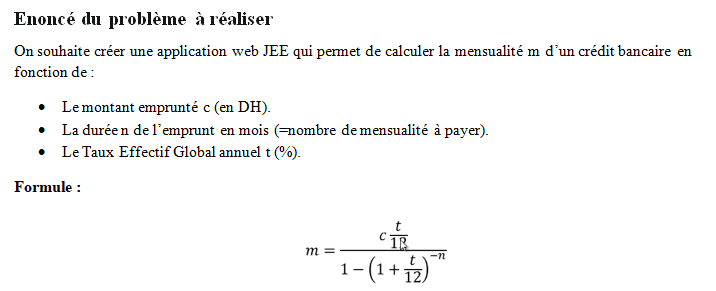 Enoncé du problème à réaliser
On souhaite créer une application web JEE qui permet de calculer la mensualité m d'un crédit bancaire en
fonction de :
• Le montant emprunté c (en DH).
• La durée n de l'emprunt en mois (=nombre de mensualité à payer).
• Le Taux Effectif Global annuel t (%).
Formule :
m = \frac{c\frac{t}{12}}{1-\left(1+\frac{t}{12}\right)^{-n}}